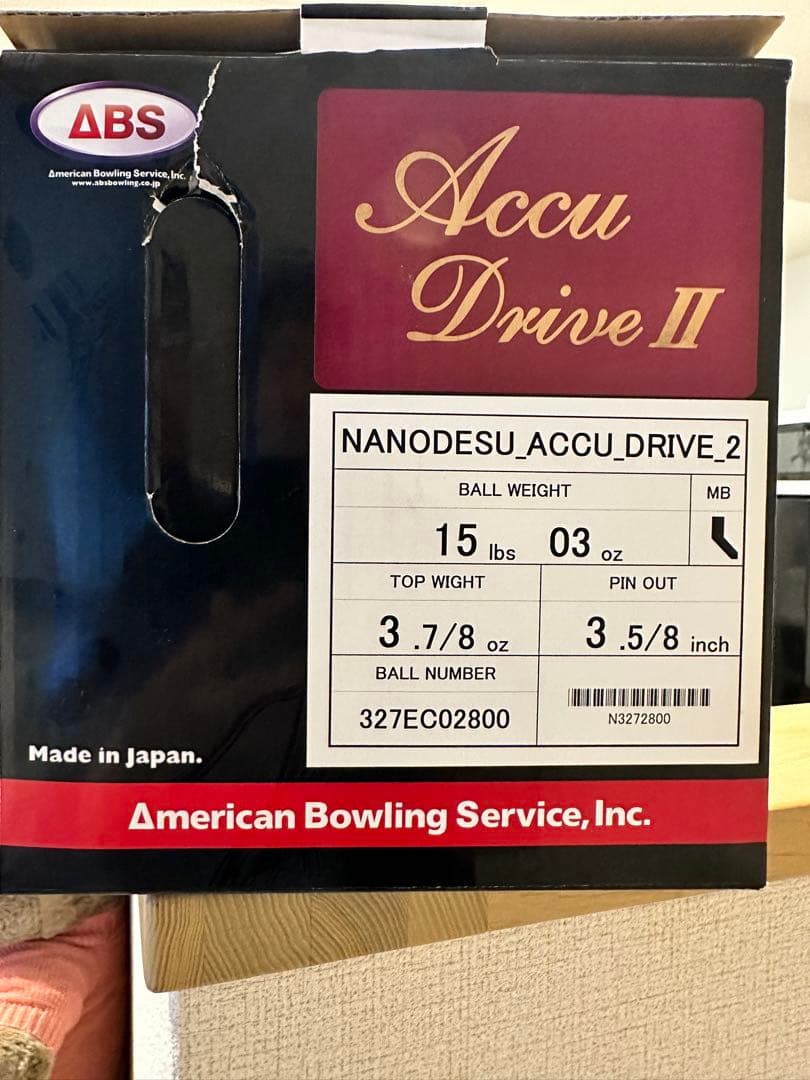 ABS
American Bowling Service, Inc.
www.absbowling.co.jp
Accu
Drive II
NANODESU_ACCU_DRIVE_2
BALL WEIGHT
MB
15 lbs 03 oz
TOP WIGHT
PIN OUT
3 .7/8 oz
3 .5/8 inch
BALL NUMBER
327EC02800
N3272800
Made in Japan.
American Bowling Service, Inc.